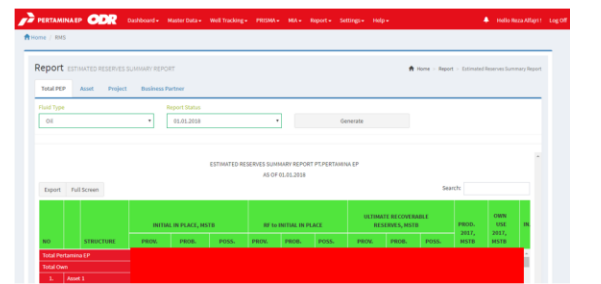 PERTAMINA EP ODR Dashboard Master Data Well Tracking PRISMA MIA Report Settings Help Hello Reza Alfajri! Log Off
Home / RMS
Report ESTIMATED RESERVES SUMMARY REPORT Home - Report - Estimated Reserves Summary Report
Total PEP Asset Project Business Partner
Fluid Type Report Status
Oil 01.01.2018 Generate
ESTIMATED RESERVES SUMMARY REPORT PT.PERTAMINA EP
AS OF 01.01.2018
Export Full Screen Search:
INITIAL IN PLACE, MSTB RF to INITIAL IN PLACE ULTIMATE RECOVERABLE RESERVES, MSTB PROD. 2017, MSTB OWN USE 2017, MSTB
NO STRUCTURE PROV. PROB. POSS. PROV. PROB. POSS. PROV. PROB. POSS.
Total Pertamina EP
Total Own
1. Asset 1